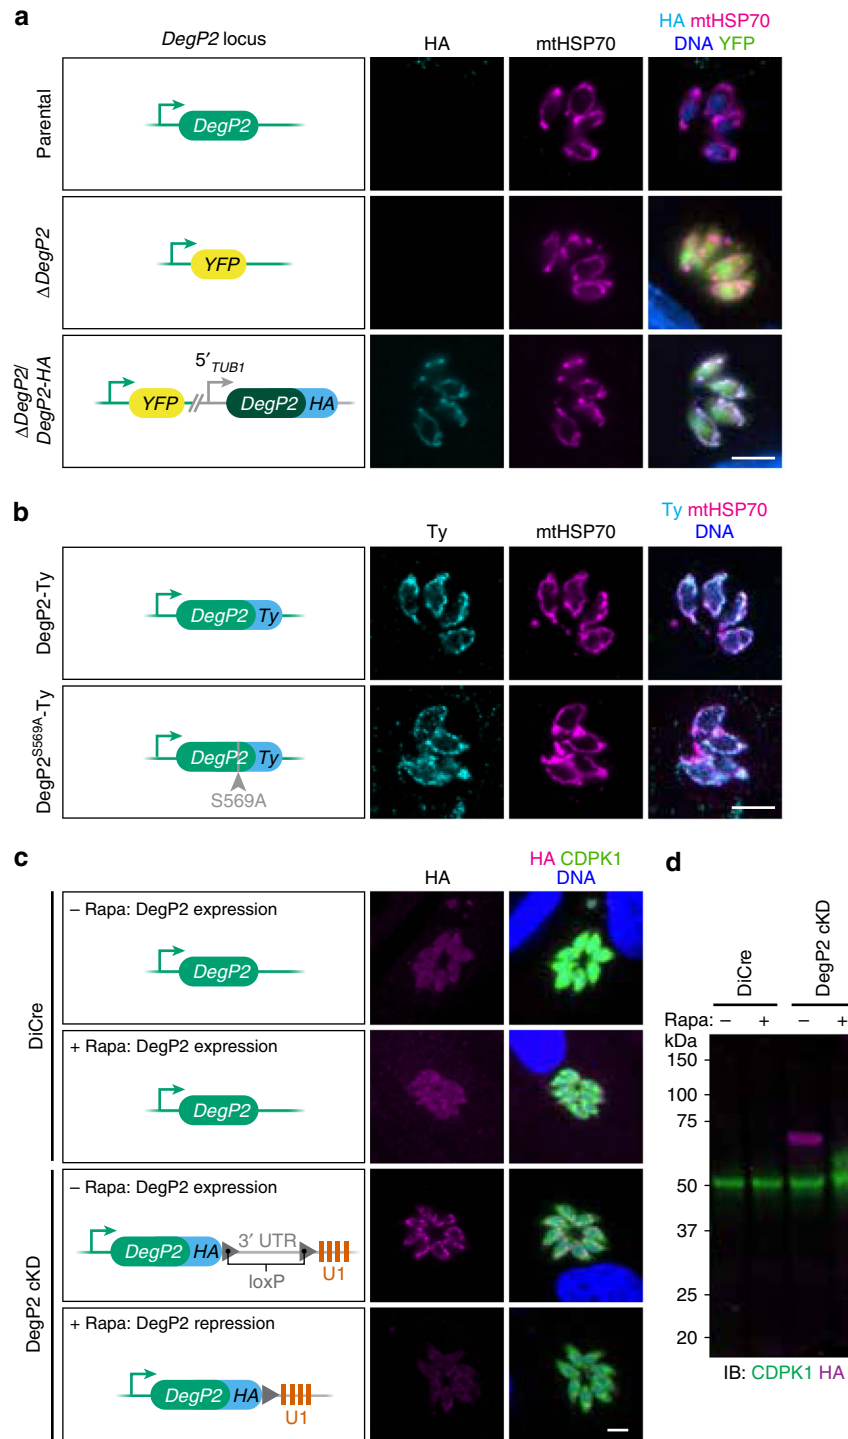 a
DegP2 locus
HA
mtHSP70
HA mtHSP70
DNA YFP
Parental
DegP2
ΔDegP2
YFP
ΔDegP2/
DegP2-HA
5′TUB1
YFP
DegP2 HA
b
Ty
mtHSP70
Ty mtHSP70
DNA
DegP2-Ty
DegP2 Ty
DegP2S569A-Ty
DegP2 Ty
S569A
c
HA
HA CDPK1
DNA
DiCre
– Rapa: DegP2 expression
DegP2
+ Rapa: DegP2 expression
DegP2
DegP2 cKD
– Rapa: DegP2 expression
DegP2 HA
3′ UTR
loxP
U1
+ Rapa: DegP2 repression
DegP2 HA
U1
d
DiCre
DegP2 cKD
Rapa: – + – +
kDa
150
100
75
50
37
25
20
IB: CDPK1 HA